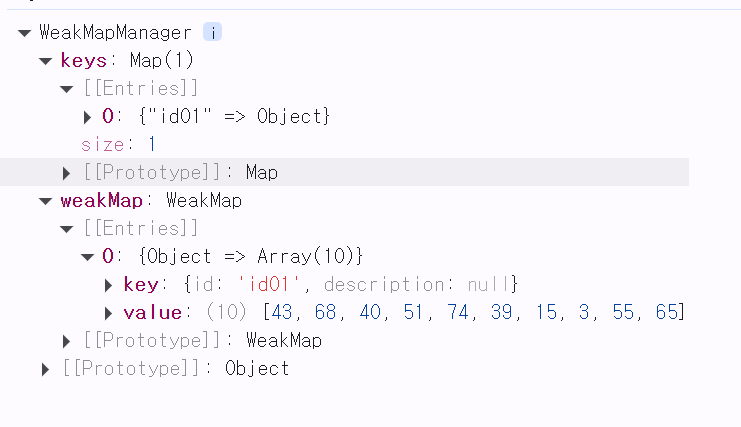 WeakMapManager i
keys: Map(1)
[[Entries]]
0: {"id01" => Object}
size: 1
[[Prototype]]: Map
weakMap: WeakMap
[[Entries]]
0: {Object => Array(10)}
key: {id: 'id01', description: null}
value: (10) [43, 68, 40, 51, 74, 39, 15, 3, 55, 65]
[[Prototype]]: WeakMap
[[Prototype]]: Object